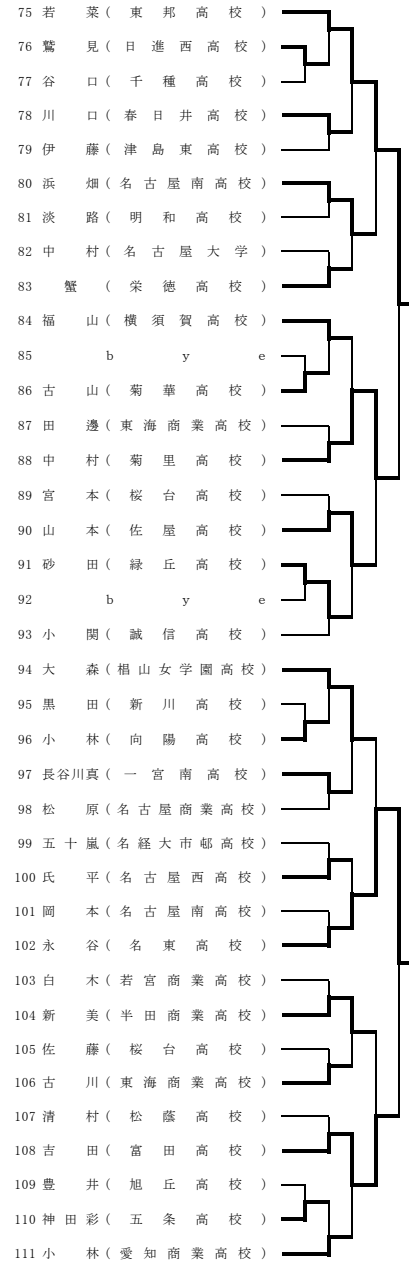 75 若菜(東邦高校)
76 鷲見(日進西高校)
77 谷口(千種高校)
78 川口(春日井高校)
79 伊藤(津島東高校)
80 浜畑(名古屋南高校)
81 淡路(明和高校)
82 中村(名古屋大学)
83 蟹(栄徳高校)
84 福山(横須賀高校)
85 bye
86 古山(菊華高校)
87 田邊(東海商業高校)
88 中村(菊里高校)
89 宮本(桜台高校)
90 山本(佐屋高校)
91 砂田(緑丘高校)
92 bye
93 小関(誠信高校)
94 大森(椙山女学園高校)
95 黒田(新川高校)
96 小林(向陽高校)
97 長谷川真(一宮南高校)
98 松原(名古屋商業高校)
99 五十嵐(名経大市邨高校)
100 氏平(名古屋西高校)
101 岡本(名古屋南高校)
102 永谷(名東高校)
103 白木(若宮商業高校)
104 新美(半田商業高校)
105 佐藤(桜台高校)
106 古川(東海商業高校)
107 清村(松蔭高校)
108 吉田(富田高校)
109 豊井(旭丘高校)
110 神田彩(五条高校)
111 小林(愛知商業高校)